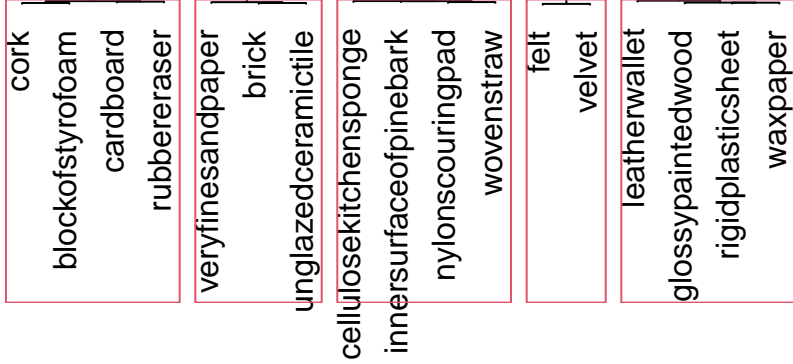 cork
blockofstyrofoam
cardboard
rubbereraser
veryfinesandpaper
brick
unglazedceramictile
cellulosekitchensponge
innersurfaceofpinebark
nylonscouringpad
wovenstraw
felt
velvet
leatherwallet
glossypaintedwood
rigidplasticsheet
waxpaper